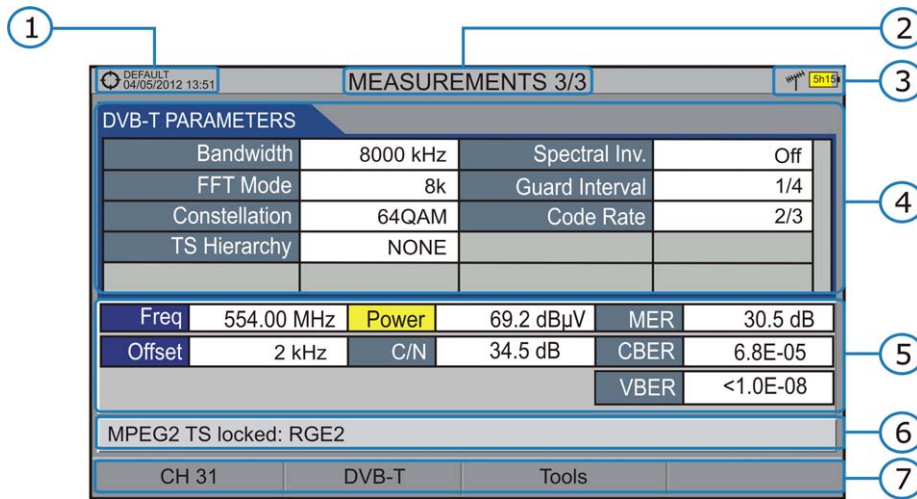 1
2
DEFAULT
04/05/2012 13:51
MEASUREMENTS 3/3
5h15
3
DVB-T PARAMETERS
Bandwidth 8000 kHz Spectral Inv. Off
FFT Mode 8k Guard Interval 1/4
4
Constellation 64QAM Code Rate 2/3
TS Hierarchy NONE
Freq 554.00 MHz Power 69.2 dBµV MER 30.5 dB
Offset 2 kHz C/N 34.5 dB CBER 6.8E-05
5
VBER <1.0E-08
MPEG2 TS locked: RGE2
6
CH 31 DVB-T Tools
7